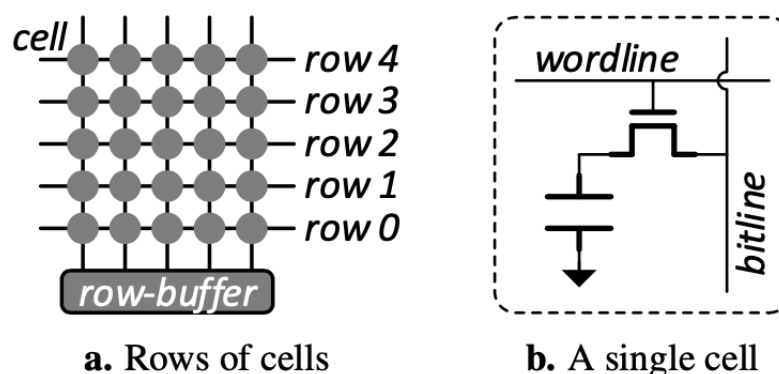 cell
row 4
row 3
row 2
row 1
row 0
row-buffer
a. Rows of cells
wordline
bitline
b. A single cell